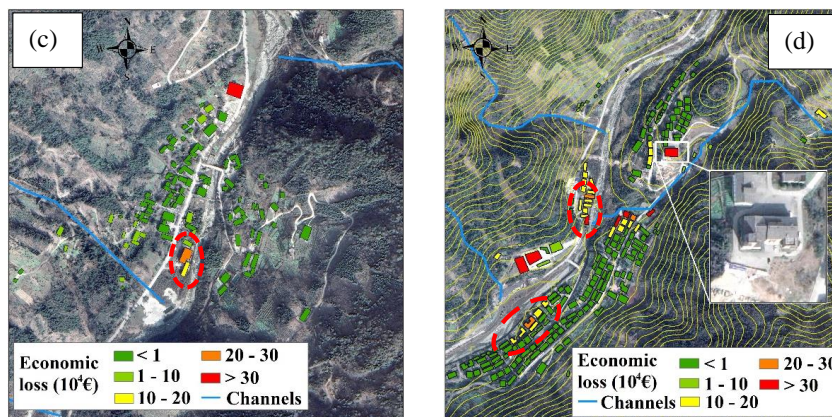 (c)
N
W
E
S
Economic
loss (10⁴€)
< 1
1 - 10
10 - 20
20 - 30
> 30
Channels
(d)
N
W
E
S
Economic
loss (10⁴€)
< 1
1 - 10
10 - 20
20 - 30
> 30
Channels